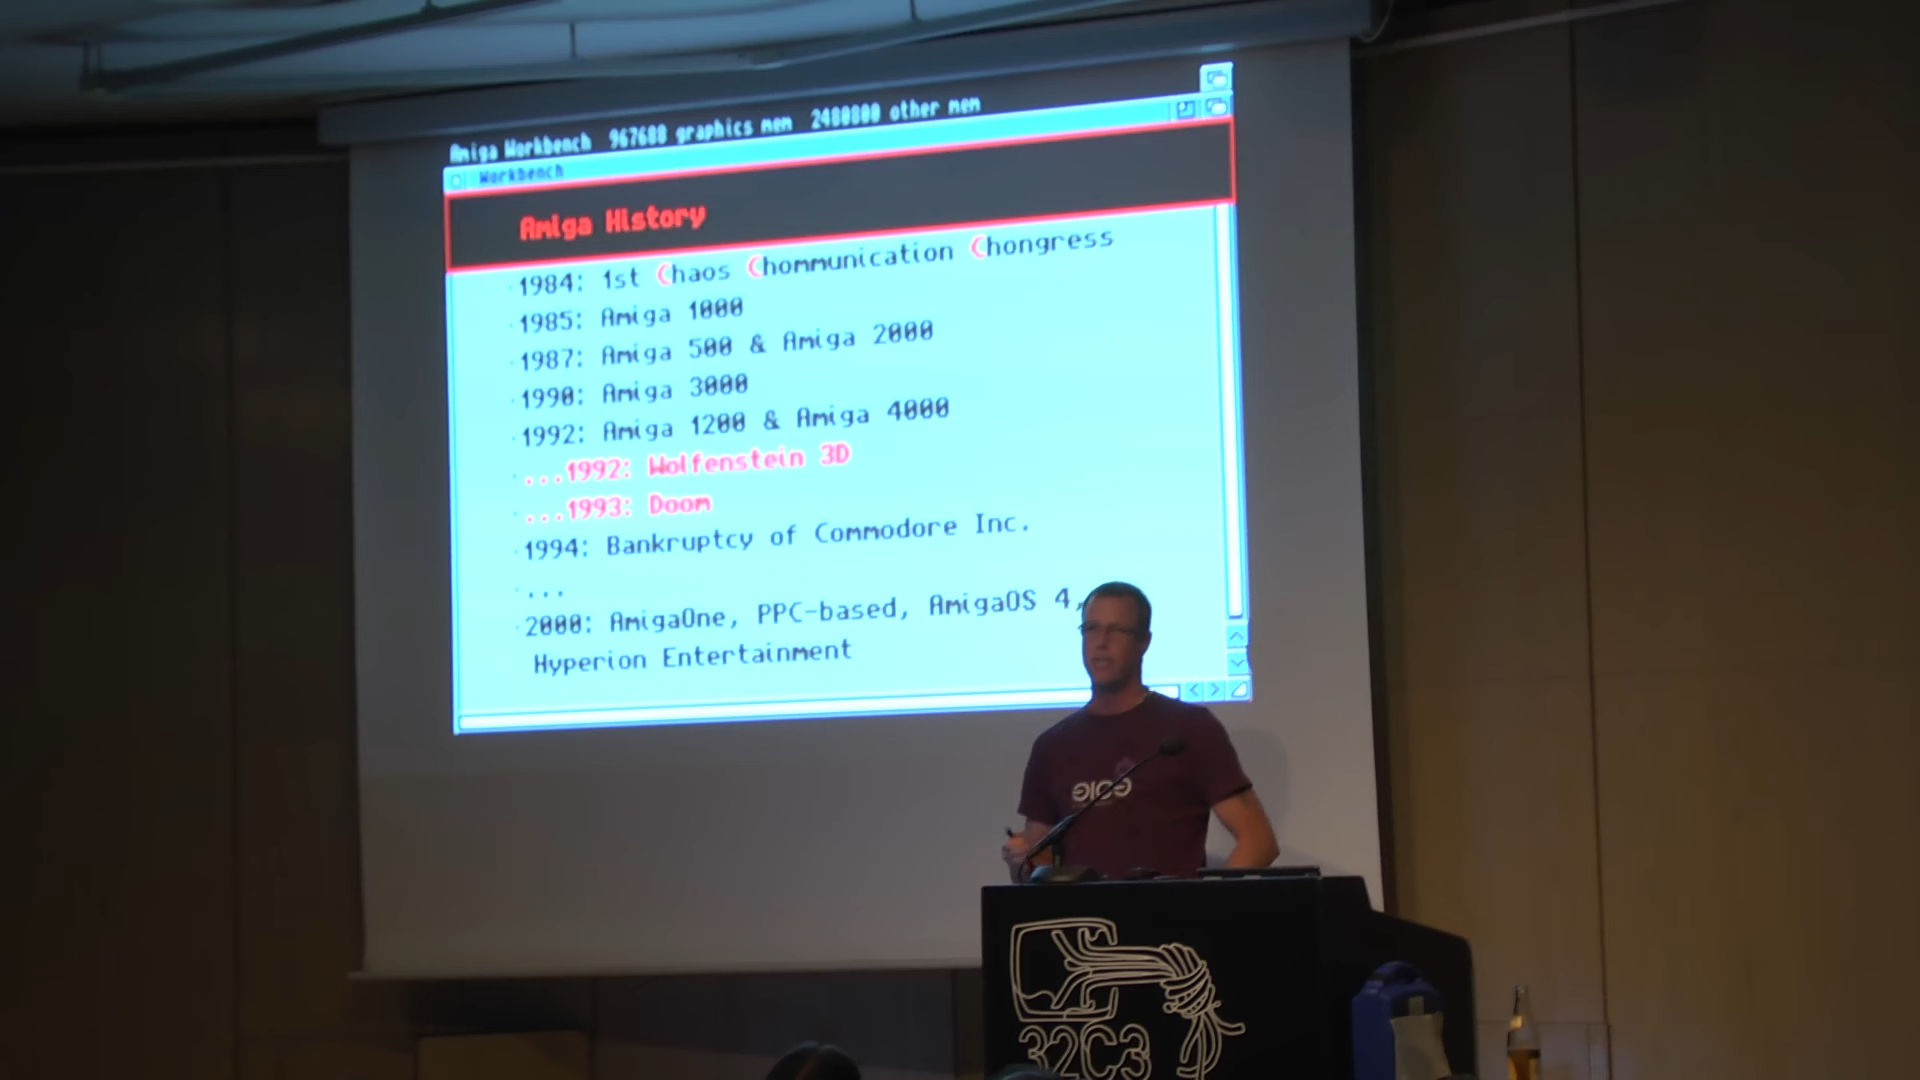 Amiga Workbench 967688 graphics mem 2480800 other mem
Workbench
Amiga History
1984: 1st Chaos Chommunication Chongress
1985: Amiga 1000
1987: Amiga 500 & Amiga 2000
1990: Amiga 3000
1992: Amiga 1200 & Amiga 4000
...1992: Wolfenstein 3D
...1993: Doom
1994: Bankruptcy of Commodore Inc.
...
2000: AmigaOne, PPC-based, AmigaOS 4,
Hyperion Entertainment
32C3